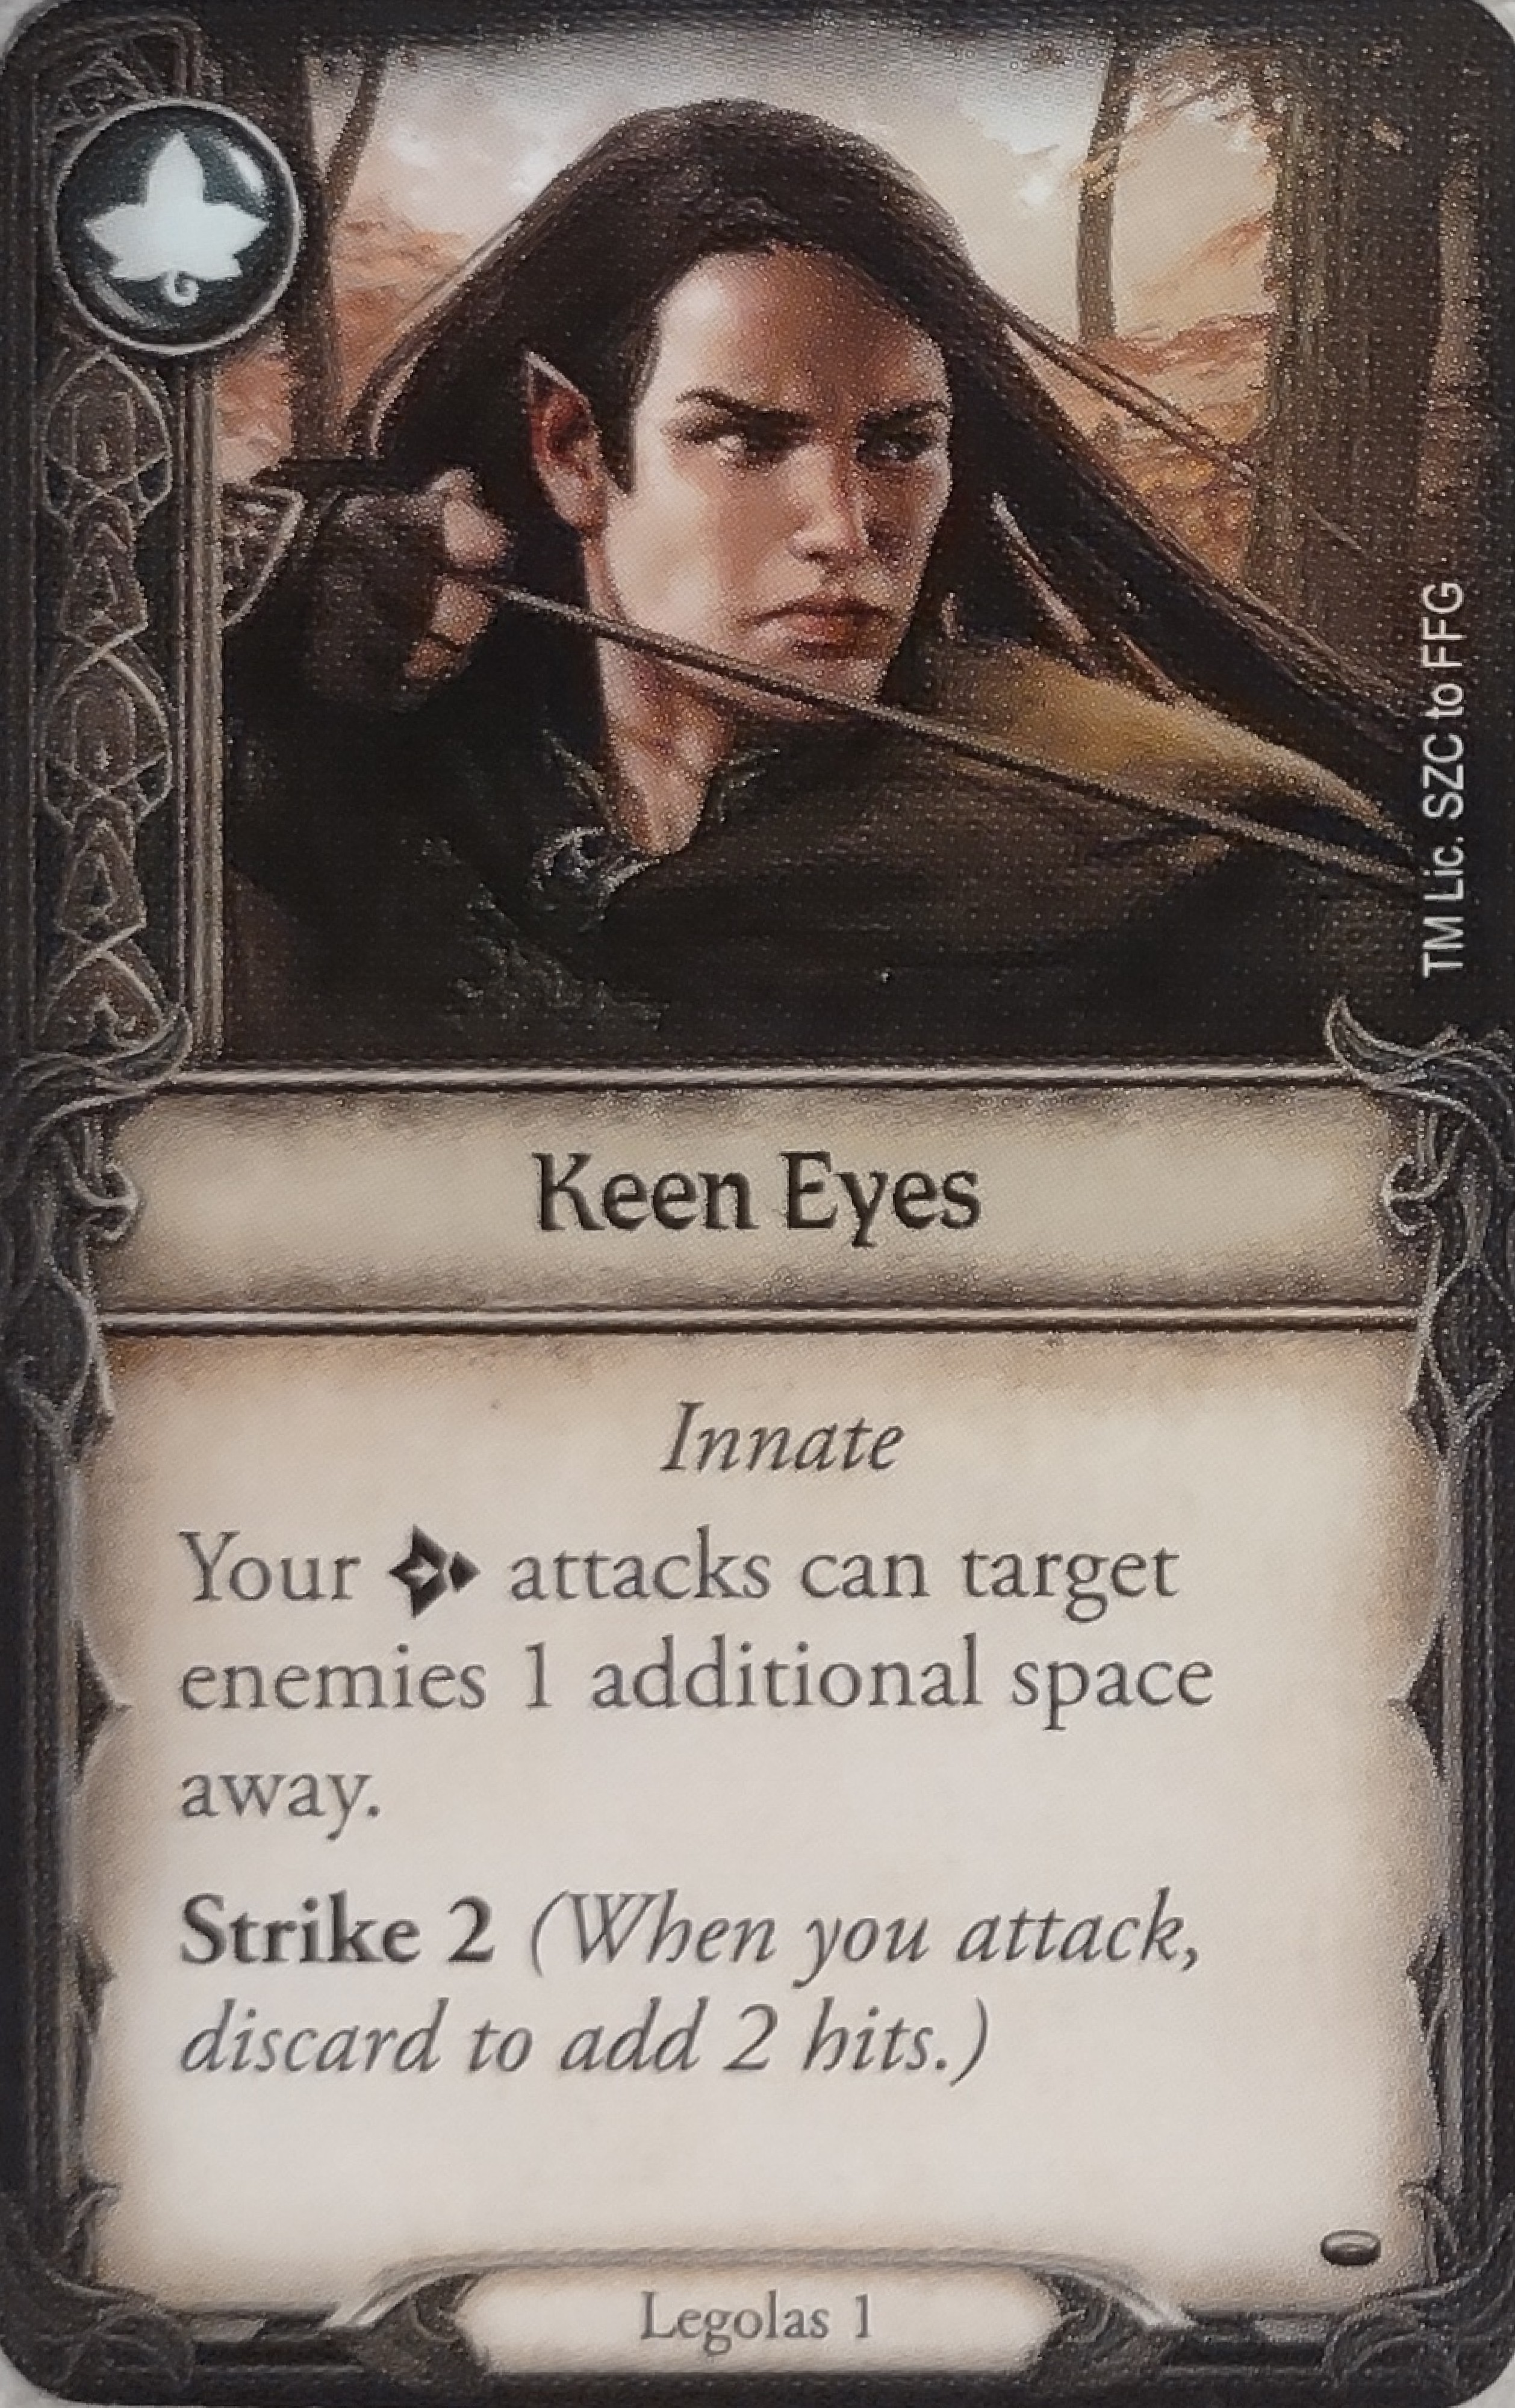 TM Lic. SZC to FFG
Keen Eyes
Innate
Your attacks can target
enemies 1 additional space
away.
Strike 2 (When you attack,
discard to add 2 hits.)
Legolas 1